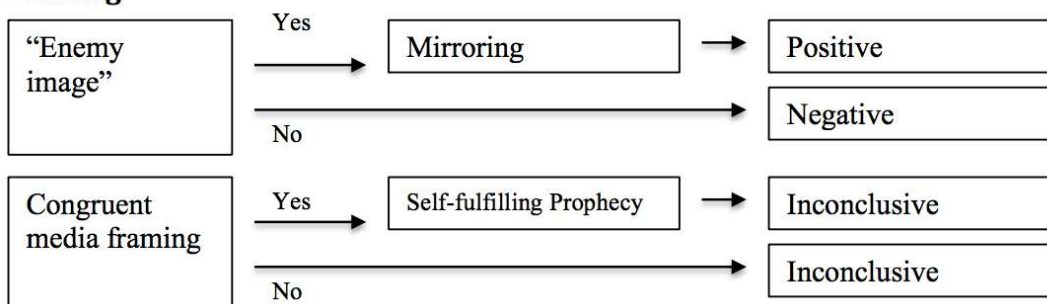 Yes
“Enemy
image”
Mirroring
Positive
Negative
No
Congruent
media framing
Yes
Self-fulfilling Prophecy
Inconclusive
Inconclusive
No